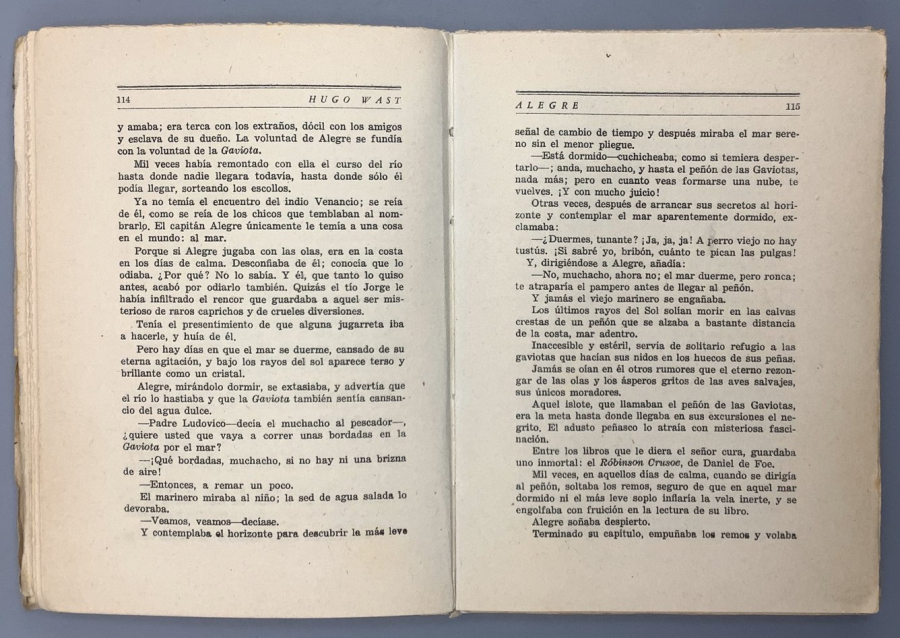 114 HUGO WAST
y amaba; era terca con los extraños, dócil con los amigos
y esclava de su dueño. La voluntad de Alegre se fundía
con la voluntad de la Gaviota.
Mil veces había remontado con ella el curso del río
hasta donde nadie llegara todavía, hasta donde sólo él
podía llegar, sorteando los escollos.
Ya no temía el encuentro del indio Venancio; se reía
de él, como se reía de los chicos que temblaban al nom-
brarlo. El capitán Alegre únicamente le temía a una cosa
en el mundo: al mar.
Porque si Alegre jugaba con las olas, era en la costa
en los días de calma. Desconfiaba de él; conocía que lo
odiaba. ¿Por qué? No lo sabía. Y él, que tanto lo quiso
antes, acabó por odiarlo también. Quizás el tío Jorge le
había infiltrado el rencor que guardaba a aquel ser mis-
terioso de raros caprichos y de crueles diversiones.
Tenía el presentimiento de que alguna jugarreta iba
a hacerle, y huía de él.
Pero hay días en que el mar se duerme, cansado de su
eterna agitación, y bajo los rayos del sol aparece terso y
brillante como un cristal.
Alegre, mirándolo dormir, se extasiaba, y advertía que
el río lo hastiaba y que la Gaviota también sentía cansan-
cio del agua dulce.
—Padre Ludovico—decía el muchacho al pescador—,
¿quiere usted que vaya a correr unas bordadas en la
Gaviota por el mar?
—¡Qué bordadas, muchacho, si no hay ni una brizna
de aire!
—Entonces, a remar un poco.
El marinero miraba al niño; la sed de agua salada lo
devoraba.
—Veamos, veamos—decíase.
Y contemplaba el horizonte para descubrir la más leve
ALEGRE 115
señal de cambio de tiempo y después miraba el mar sere-
no sin el menor pliegue.
—Está dormido—cuchicheaba, como si temiera desper-
tarlo—; anda, muchacho, y hasta el peñón de las Gaviotas,
nada más; pero en cuanto veas formarse una nube, te
vuelves. ¡Y con mucho juicio!
Otras veces, después de arrancar sus secretos al hori-
zonte y contemplar el mar aparentemente dormido, ex-
clamaba:
—¿Duermes, tunante? ¡Ja, ja, ja! A perro viejo no hay
tustús. ¡Si sabré yo, bribón, cuánto te pican las pulgas!
Y, dirigiéndose a Alegre, añadía:
—No, muchacho, ahora no; el mar duerme, pero ronca;
te atraparía el pampero antes de llegar al peñón.
Y jamás el viejo marinero se engañaba.
Los últimos rayos del Sol solían morir en las calvas
crestas de un peñón que se alzaba a bastante distancia
de la costa, mar adentro.
Inaccesible y estéril, servía de solitario refugio a las
gaviotas que hacían sus nidos en los huecos de sus peñas.
Jamás se oían en él otros rumores que el eterno rezon-
gar de las olas y los ásperos gritos de las aves salvajes,
sus únicos moradores.
Aquel islote, que llamaban el peñón de las Gaviotas,
era la meta hasta donde llegaba en sus excursiones el ne-
grito. El adusto peñasco lo atraía con misteriosa fasci-
nación.
Entre los libros que le diera el señor cura, guardaba
uno inmortal: el Róbinson Crusoe, de Daniel de Foe.
Mil veces, en aquellos días de calma, cuando se dirigía
al peñón, soltaba los remos, seguro de que en aquel mar
dormido ni el más leve soplo inflaría la vela inerte, y se
engolfaba con fruición en la lectura de su libro.
Alegre soñaba despierto.
Terminado su capítulo, empuñaba los remos y volaba